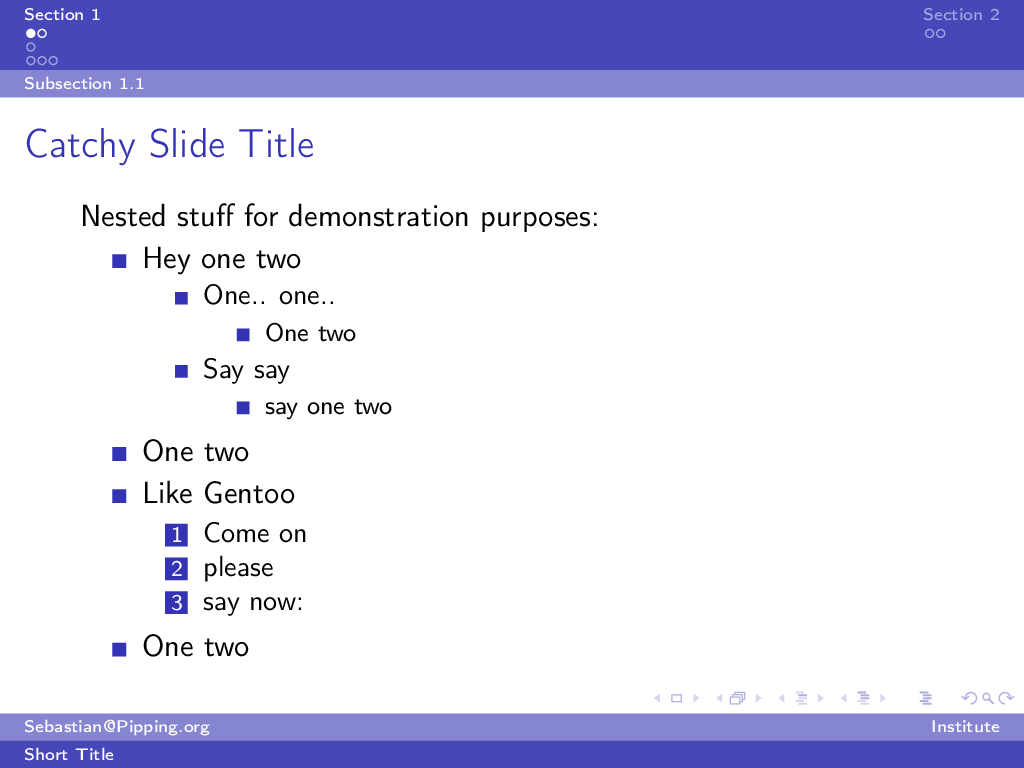 Section 1
Section 2
Subsection 1.1
Catchy Slide Title
Nested stuff for demonstration purposes:
Hey one two
One.. one..
One two
Say say
say one two
One two
Like Gentoo
1 Come on
2 please
3 say now:
One two
Sebastian@Pipping.org
Institute
Short Title